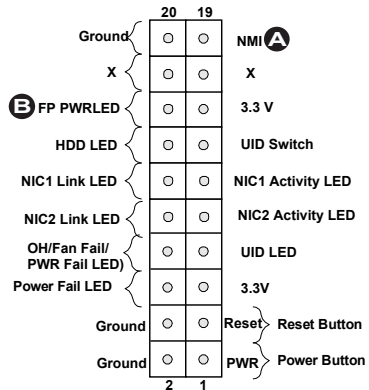 20 19
Ground NMI A
X X
B FP PWRLED 3.3 V
HDD LED UID Switch
NIC1 Link LED NIC1 Activity LED
NIC2 Link LED NIC2 Activity LED
OH/Fan Fail/
PWR Fail LED) UID LED
Power Fail LED 3.3V
Ground Reset Reset Button
Ground PWR Power Button
2 1